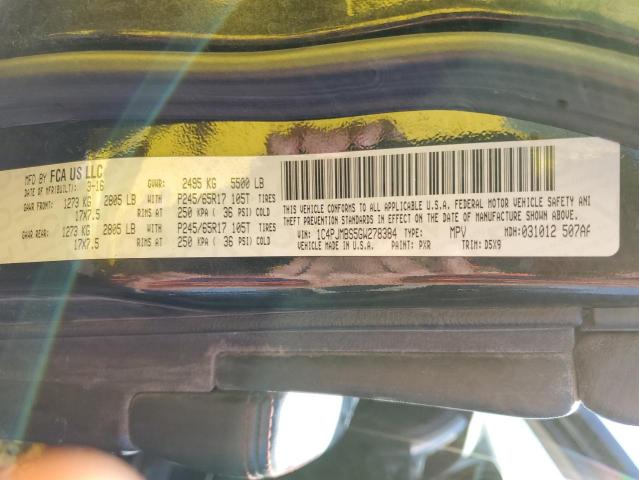 MFD BY FCA US LLC
DATE OF MFR(BUILT): 3-16 GVWR: 2495 KG 5500 LB
GAWR FRONT: 1273 KG 2805 LB WITH P245/65R17 105T TIRES
17X7.5 RIMS AT 250 KPA ( 36 PSI) COLD
GAWR REAR: 1273 KG 2805 LB WITH P245/65R17 105T TIRES
17X7.5 RIMS AT 250 KPA ( 36 PSI) COLD
THIS VEHICLE CONFORMS TO ALL APPLICABLE U.S.A. FEDERAL MOTOR VEHICLE SAFETY AND
THEFT PREVENTION STANDARDS IN EFFECT ON THE DATE OF MANUFACTURE SHOWN ABOVE.
VEHICLE MADE IN U.S.A.
VIN: 1C4PJMBS5GW278384 TYPE: MPV MDH:031012 507AA
PAINT: PXR TRIM: D5X9